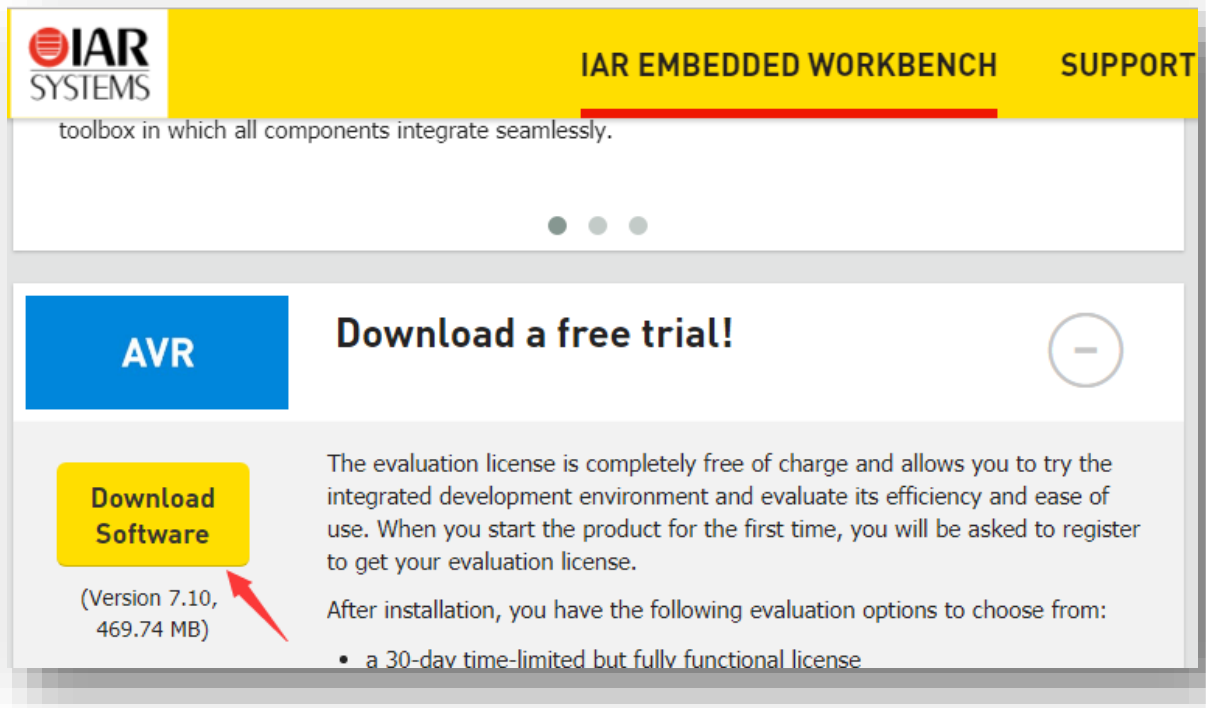 IAR
SYSTEMS
IAR EMBEDDED WORKBENCH
SUPPORT
toolbox in which all components integrate seamlessly.
AVR
Download a free trial!
Download
Software
(Version 7.10,
469.74 MB)
The evaluation license is completely free of charge and allows you to try the
integrated development environment and evaluate its efficiency and ease of
use. When you start the product for the first time, you will be asked to register
to get your evaluation license.
After installation, you have the following evaluation options to choose from:
• a 30-day time-limited but fully functional license